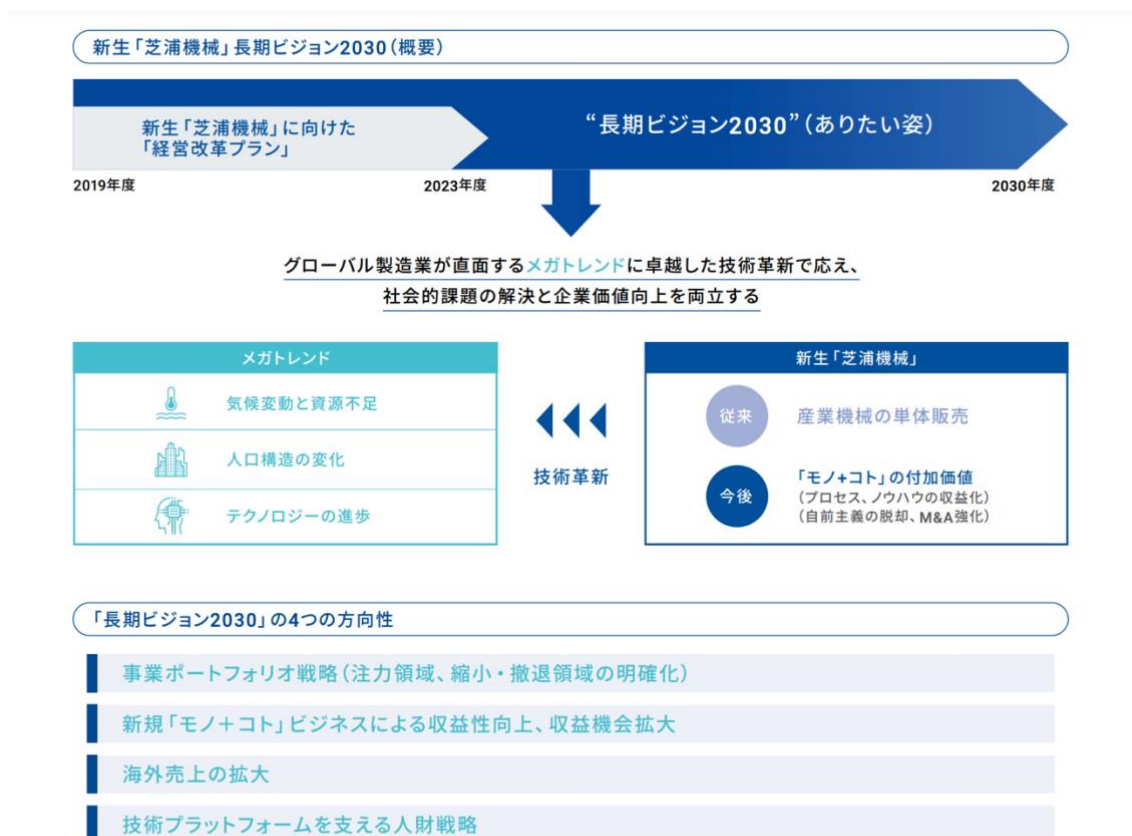 新生「芝浦機械」長期ビジョン2030(概要)
新生「芝浦機械」に向けた
「経営改革プラン」
“長期ビジョン2030”(ありたい姿)
2019年度
2023年度
2030年度
グローバル製造業が直面するメガトレンドに卓越した技術革新で応え、
社会的課題の解決と企業価値向上を両立する
メガトレンド
気候変動と資源不足
人口構造の変化
テクノロジーの進歩
技術革新
新生「芝浦機械」
従来
産業機械の単体販売
今後
「モノ+コト」の付加価値
(プロセス、ノウハウの収益化)
(自前主義の脱却、M&A強化)
「長期ビジョン2030」の4つの方向性
事業ポートフォリオ戦略(注力領域、縮小・撤退領域の明確化)
新規「モノ+コト」ビジネスによる収益性向上、収益機会拡大
海外売上の拡大
技術プラットフォームを支える人財戦略